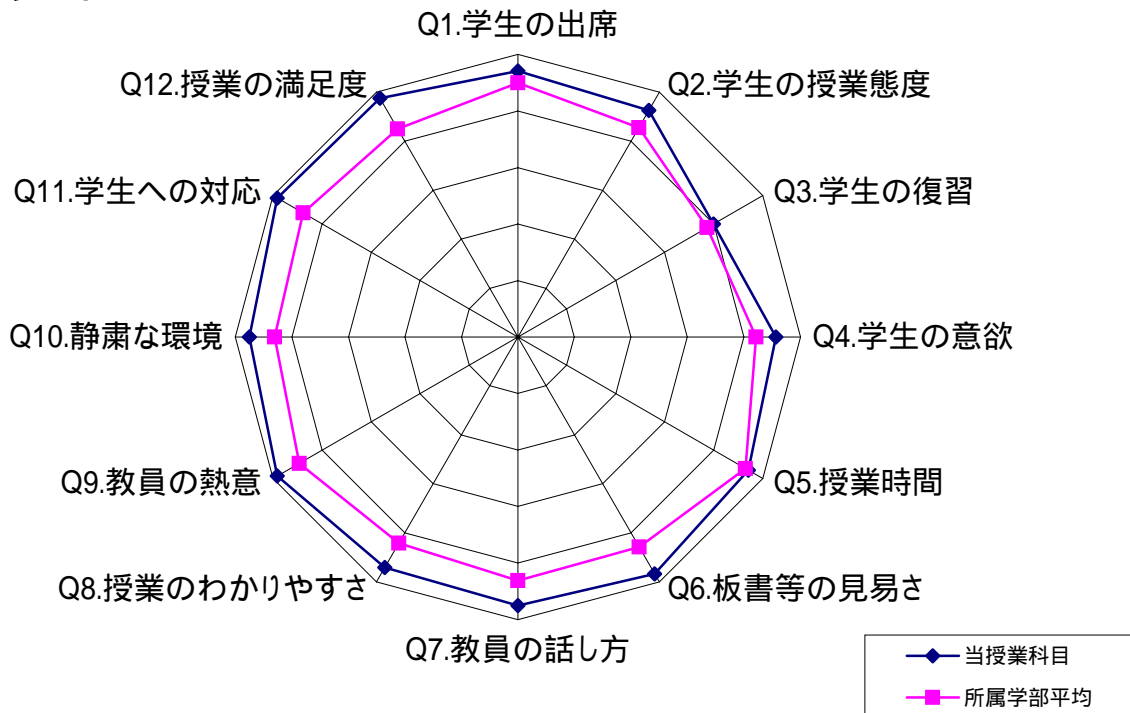 Q1.学生の出席
Q2.学生の授業態度
Q3.学生の復習
Q4.学生の意欲
Q5.授業時間
Q6.板書等の見易さ
Q7.教員の話し方
Q8.授業のわかりやすさ
Q9.教員の熱意
Q10.静粛な環境
Q11.学生への対応
Q12.授業の満足度
当授業科目
所属学部平均